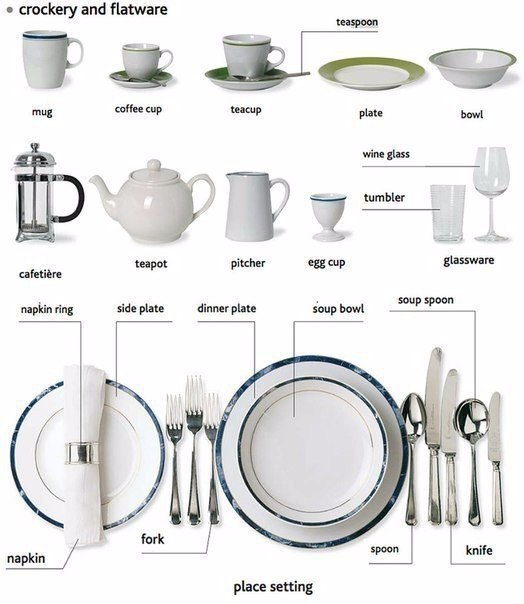 crockery and flatware
teaspoon
mug
coffee cup
teacup
plate
bowl
wine glass
tumbler
cafetière
teapot
pitcher
egg cup
glassware
napkin ring
side plate
dinner plate
soup bowl
soup spoon
napkin
fork
spoon
knife
place setting